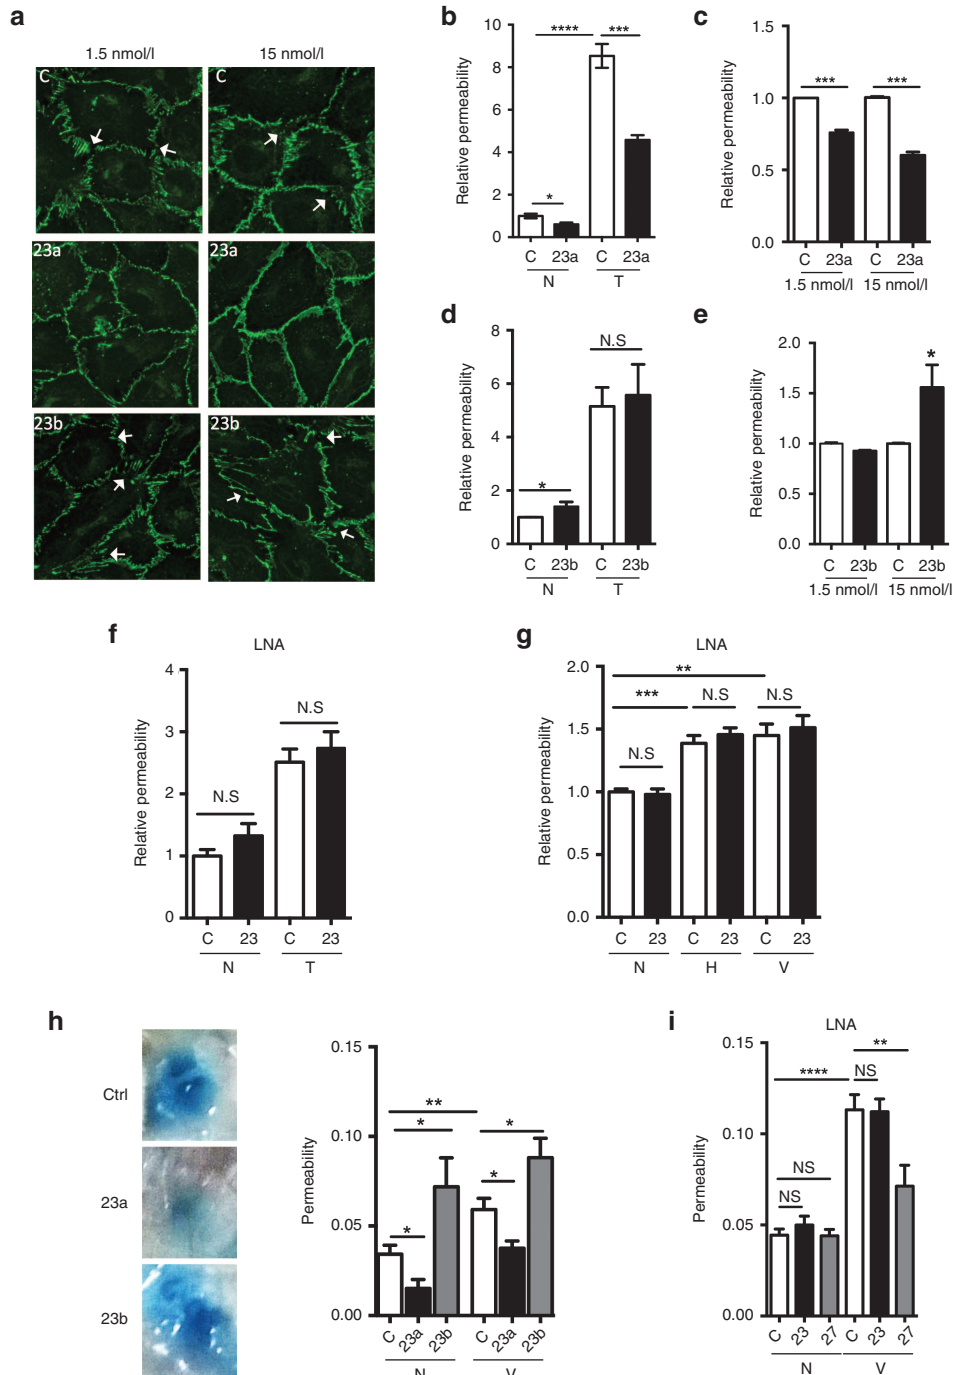 a
1.5 nmol/l 15 nmol/l
C C
23a 23a
23b 23b
b
Relative permeability
10
8
6
4
2
0
**** ***
*
C 23a C 23a
N T
c
Relative permeability
1.5
1.0
0.5
0.0
*** ***
C 23a C 23a
1.5 nmol/l 15 nmol/l
d
Relative permeability
8
6
4
2
0
N.S
*
C 23b C 23b
N T
e
Relative permeability
2.0
1.5
1.0
0.5
0.0
*
C 23b C 23b
1.5 nmol/l 15 nmol/l
f
LNA
Relative permeability
4
3
2
1
0
N.S
N.S
C 23 C 23
N T
g
LNA
Relative permeability
2.0
1.5
1.0
0.5
0.0
**
*** N.S N.S
N.S
C 23 C 23 C 23
N H V
h
Ctrl
23a
23b
Permeability
0.15
0.10
0.05
0.00
**
* *
*
*
C 23a 23b C 23a 23b
N V
i
LNA
Permeability
0.15
0.10
0.05
0.00
**
**** NS
NS
NS
C 23 27 C 23 27
N V